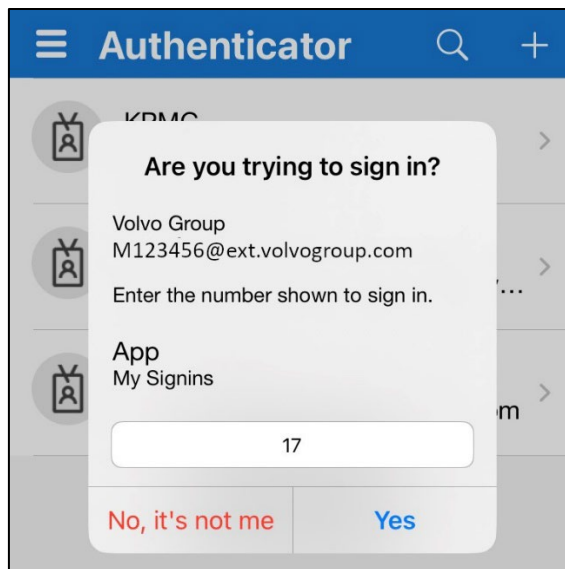 Authenticator
KPMG
Are you trying to sign in?
Volvo Group
M123456@ext.volvogroup.com
Enter the number shown to sign in.
App
My Signins
17
No, it's not me
Yes